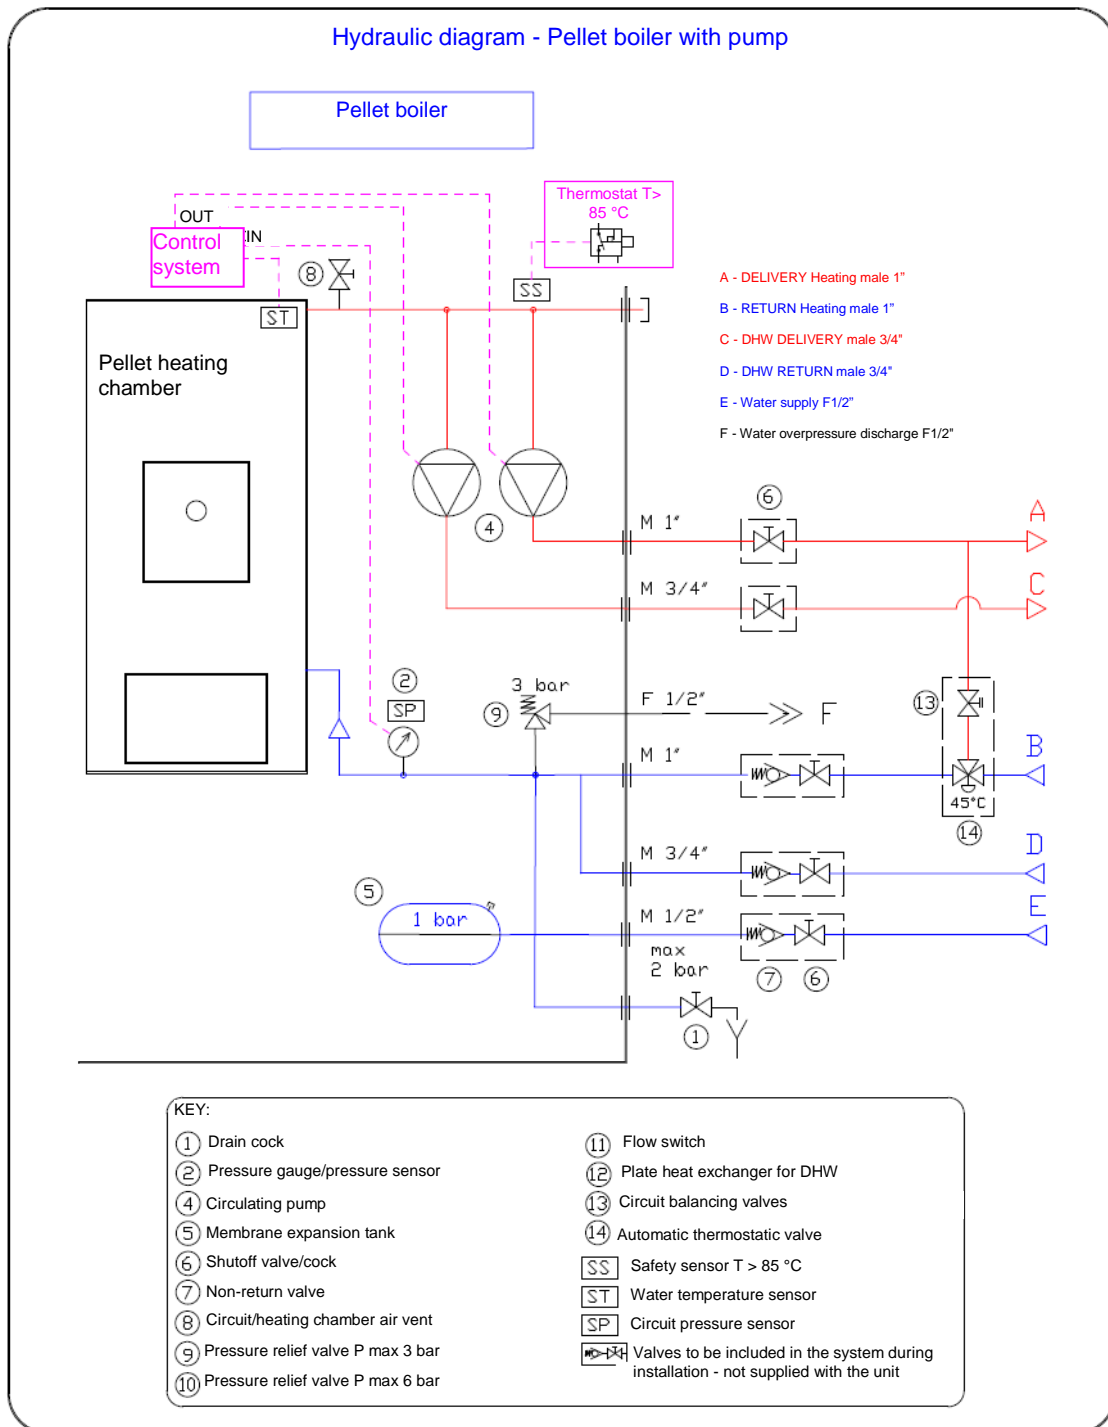 Hydraulic diagram - Pellet boiler with pump
Pellet boiler
Thermostat T>
85 °C
OUT
IN
Control
system
8
SS
ST
A - DELIVERY Heating male 1"
B - RETURN Heating male 1"
C - DHW DELIVERY male 3/4"
D - DHW RETURN male 3/4"
E - Water supply F1/2"
F - Water overpressure discharge F1/2"
Pellet heating
chamber
6
4
M 1"
A
M 3/4"
C
2
SP
3 bar
9
F 1/2"
F
13
M 1"
B
45°C
14
M 3/4"
D
5
1 bar
M 1/2"
E
max
2 bar
7
6
1
KEY:
1 Drain cock
2 Pressure gauge/pressure sensor
4 Circulating pump
5 Membrane expansion tank
6 Shutoff valve/cock
7 Non-return valve
8 Circuit/heating chamber air vent
9 Pressure relief valve P max 3 bar
10 Pressure relief valve P max 6 bar
11 Flow switch
12 Plate heat exchanger for DHW
13 Circuit balancing valves
14 Automatic thermostatic valve
SS Safety sensor T > 85 °C
ST Water temperature sensor
SP Circuit pressure sensor
Valves to be included in the system during
installation - not supplied with the unit